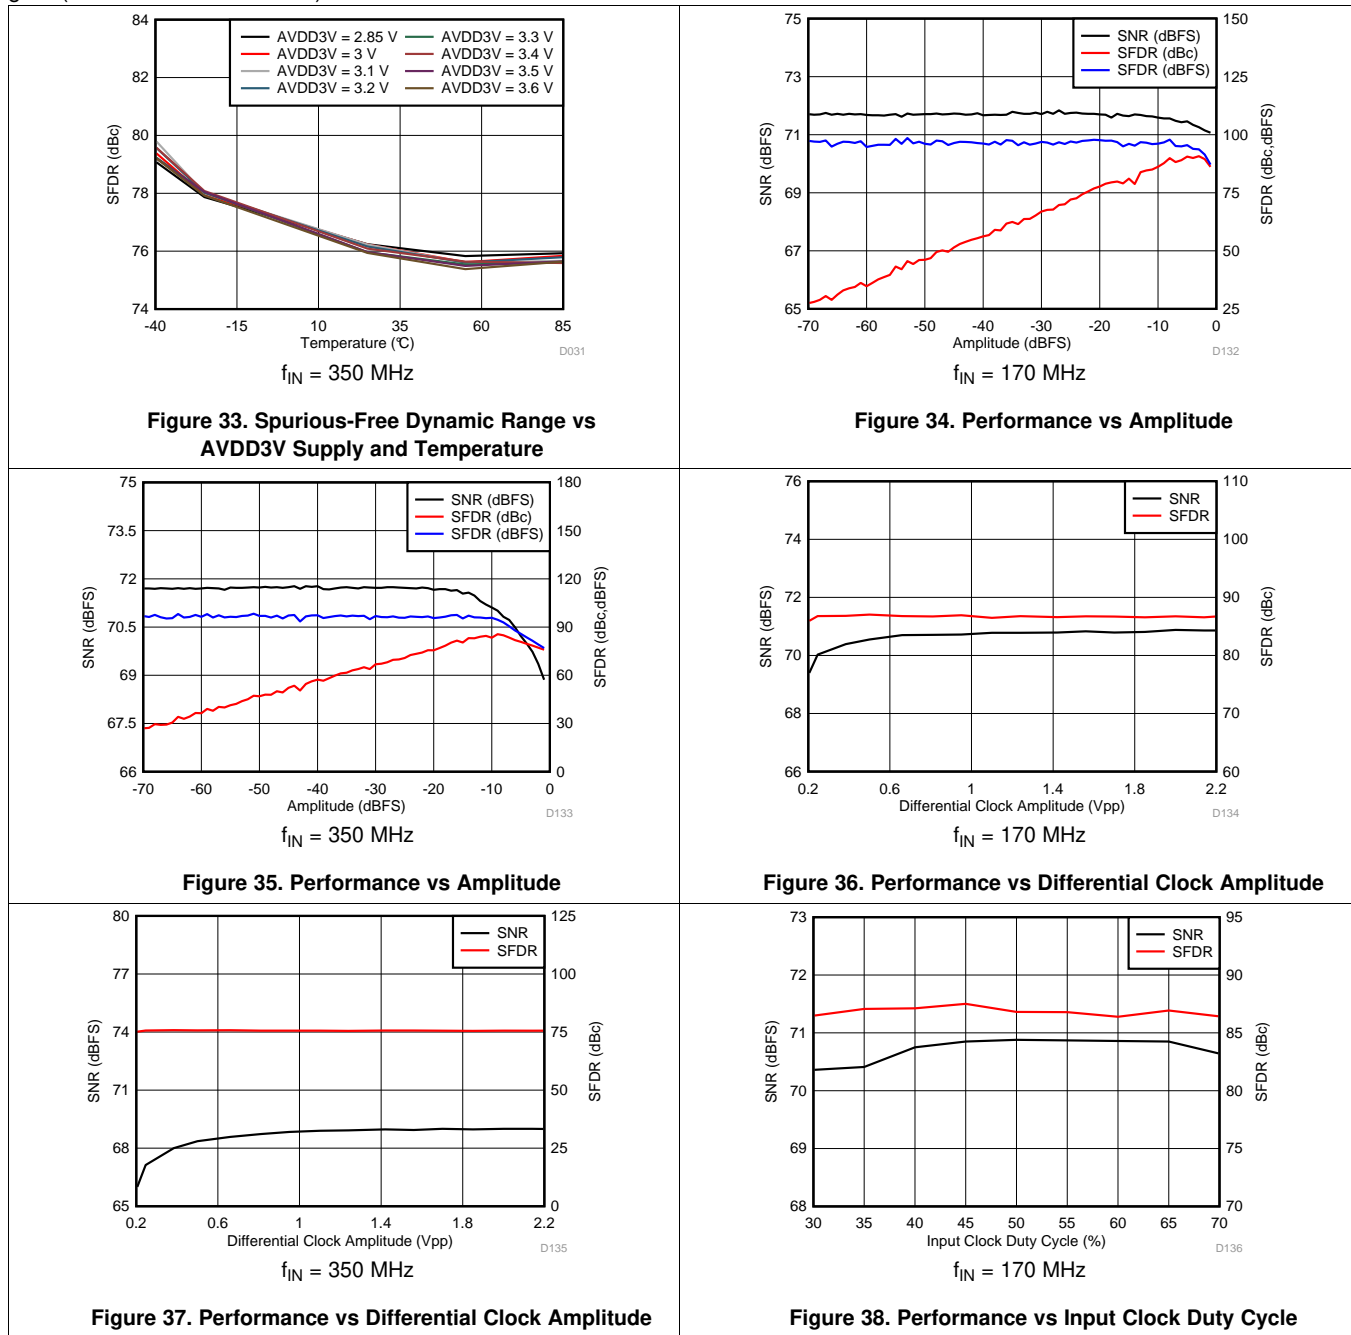 84
82
80
78
76
74
SFDR (dBc)
AVDD3V = 2.85 V
AVDD3V = 3 V
AVDD3V = 3.1 V
AVDD3V = 3.2 V
AVDD3V = 3.3 V
AVDD3V = 3.4 V
AVDD3V = 3.5 V
AVDD3V = 3.6 V
-40 -15 10 35 60 85
Temperature (°C)
D031
fIN = 350 MHz
Figure 33. Spurious-Free Dynamic Range vs
AVDD3V Supply and Temperature
75
73
71
69
67
65
SNR (dBFS)
SNR (dBFS)
SFDR (dBc)
SFDR (dBFS)
150
125
100
75
50
25
SFDR (dBc,dBFS)
-70 -60 -50 -40 -30 -20 -10 0
Amplitude (dBFS)
D132
fIN = 170 MHz
Figure 34. Performance vs Amplitude
75
73.5
72
70.5
69
67.5
66
SNR (dBFS)
SNR (dBFS)
SFDR (dBc)
SFDR (dBFS)
180
150
120
90
60
30
0
SFDR (dBc,dBFS)
-70 -60 -50 -40 -30 -20 -10 0
Amplitude (dBFS)
D133
fIN = 350 MHz
Figure 35. Performance vs Amplitude
76
74
72
70
68
66
SNR (dBFS)
SNR
SFDR
110
100
90
80
70
60
SFDR (dBc)
0.2 0.6 1 1.4 1.8 2.2
Differential Clock Amplitude (Vpp)
D134
fIN = 170 MHz
Figure 36. Performance vs Differential Clock Amplitude
80
77
74
71
68
65
SNR (dBFS)
SNR
SFDR
125
100
75
50
25
0
SFDR (dBc)
0.2 0.6 1 1.4 1.8 2.2
Differential Clock Amplitude (Vpp)
D135
fIN = 350 MHz
Figure 37. Performance vs Differential Clock Amplitude
73
72
71
70
69
68
SNR (dBFS)
SNR
SFDR
95
90
85
80
75
70
SFDR (dBc)
30 35 40 45 50 55 60 65 70
Input Clock Duty Cycle (%)
D136
fIN = 170 MHz
Figure 38. Performance vs Input Clock Duty Cycle